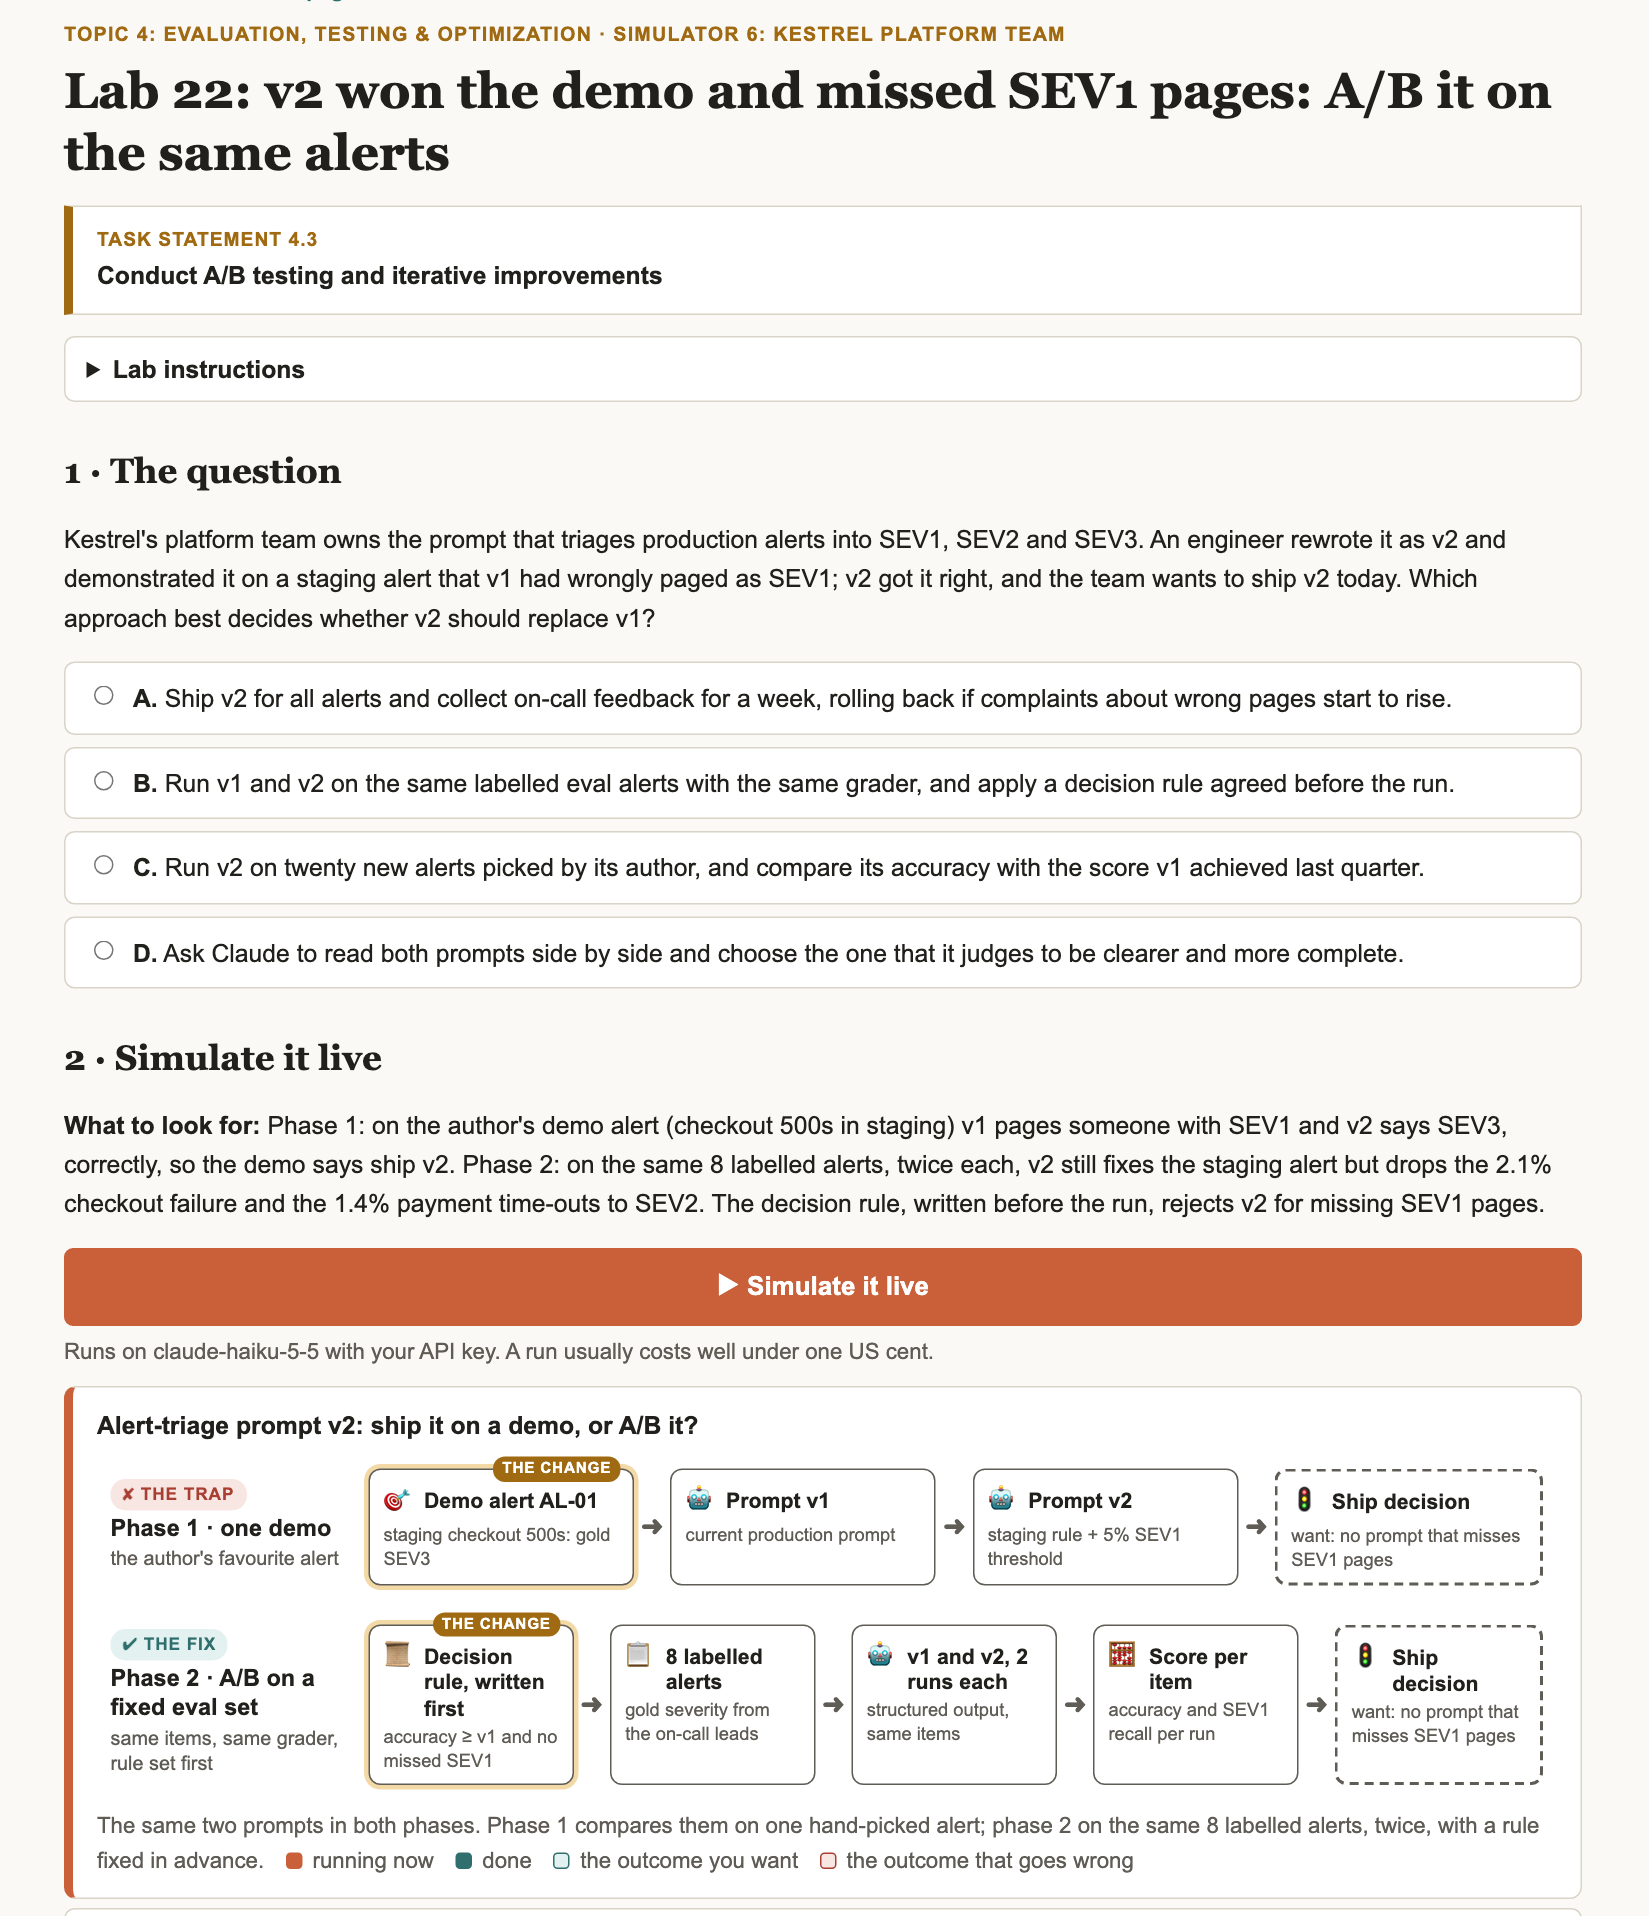 TOPIC 4: EVALUATION, TESTING & OPTIMIZATION · SIMULATOR 6: KESTREL PLATFORM TEAM
Lab 22: v2 won the demo and missed SEV1 pages: A/B it on
the same alerts
TASK STATEMENT 4.3
Conduct A/B testing and iterative improvements
▶ Lab instructions
1 · The question
Kestrel's platform team owns the prompt that triages production alerts into SEV1, SEV2 and SEV3. An engineer rewrote it as v2 and
demonstrated it on a staging alert that v1 had wrongly paged as SEV1; v2 got it right, and the team wants to ship v2 today. Which
approach best decides whether v2 should replace v1?
A. Ship v2 for all alerts and collect on-call feedback for a week, rolling back if complaints about wrong pages start to rise.
B. Run v1 and v2 on the same labelled eval alerts with the same grader, and apply a decision rule agreed before the run.
C. Run v2 on twenty new alerts picked by its author, and compare its accuracy with the score v1 achieved last quarter.
D. Ask Claude to read both prompts side by side and choose the one that it judges to be clearer and more complete.
2 · Simulate it live
What to look for: Phase 1: on the author's demo alert (checkout 500s in staging) v1 pages someone with SEV1 and v2 says SEV3,
correctly, so the demo says ship v2. Phase 2: on the same 8 labelled alerts, twice each, v2 still fixes the staging alert but drops the 2.1%
checkout failure and the 1.4% payment time-outs to SEV2. The decision rule, written before the run, rejects v2 for missing SEV1 pages.
▶ Simulate it live
Runs on claude-haiku-5-5 with your API key. A run usually costs well under one US cent.
Alert-triage prompt v2: ship it on a demo, or A/B it?
✘ THE TRAP
Phase 1 · one demo
the author's favourite alert
THE CHANGE
Demo alert AL-01
staging checkout 500s: gold
SEV3
Prompt v1
current production prompt
Prompt v2
staging rule + 5% SEV1
threshold
Ship decision
want: no prompt that misses
SEV1 pages
✔ THE FIX
Phase 2 · A/B on a
fixed eval set
same items, same grader,
rule set first
THE CHANGE
Decision
rule, written
first
accuracy ≥ v1 and no
missed SEV1
8 labelled
alerts
gold severity from
the on-call leads
v1 and v2, 2
runs each
structured output,
same items
Score per
item
accuracy and SEV1
recall per run
Ship
decision
want: no prompt that
misses SEV1 pages
The same two prompts in both phases. Phase 1 compares them on one hand-picked alert; phase 2 on the same 8 labelled alerts, twice, with a rule
fixed in advance. running now done the outcome you want the outcome that goes wrong